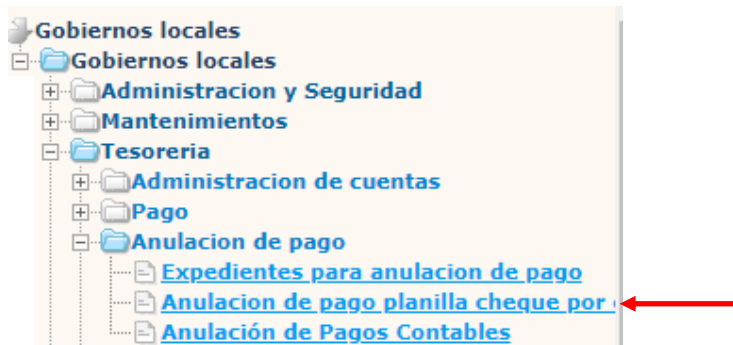 Gobiernos locales
Gobiernos locales
Administracion y Seguridad
Mantenimientos
Tesoreria
Administracion de cuentas
Pago
Anulacion de pago
Expedientes para anulacion de pago
Anulacion de pago planilla cheque por
Anulación de Pagos Contables